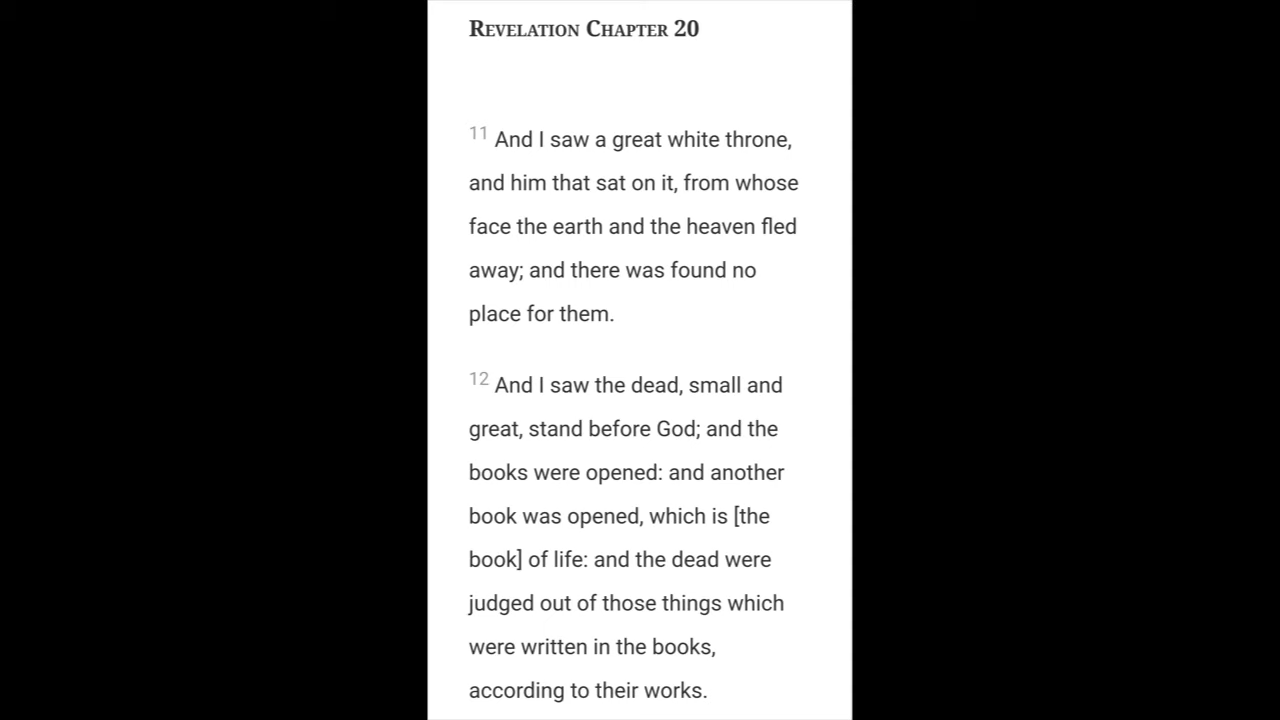 Revelation Chapter 20
11 And I saw a great white throne,
and him that sat on it, from whose
face the earth and the heaven fled
away; and there was found no
place for them.
12 And I saw the dead, small and
great, stand before God; and the
books were opened: and another
book was opened, which is [the
book] of life: and the dead were
judged out of those things which
were written in the books,
according to their works.